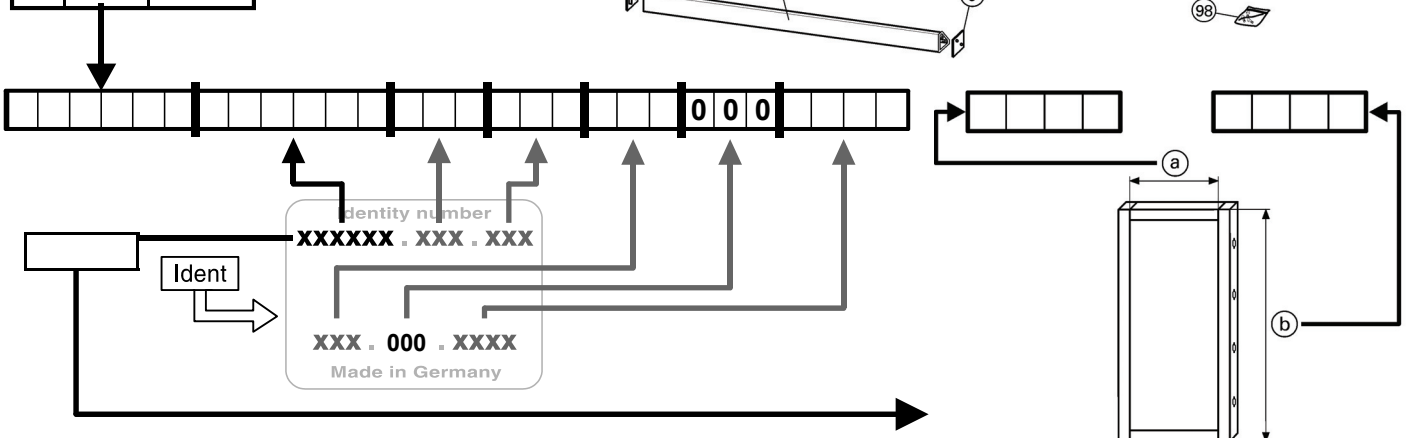 98
000
a
Identity number
xxxxxx . xxx . xxx
Ident
xxx . 000 . xxxx
b
Made in Germany